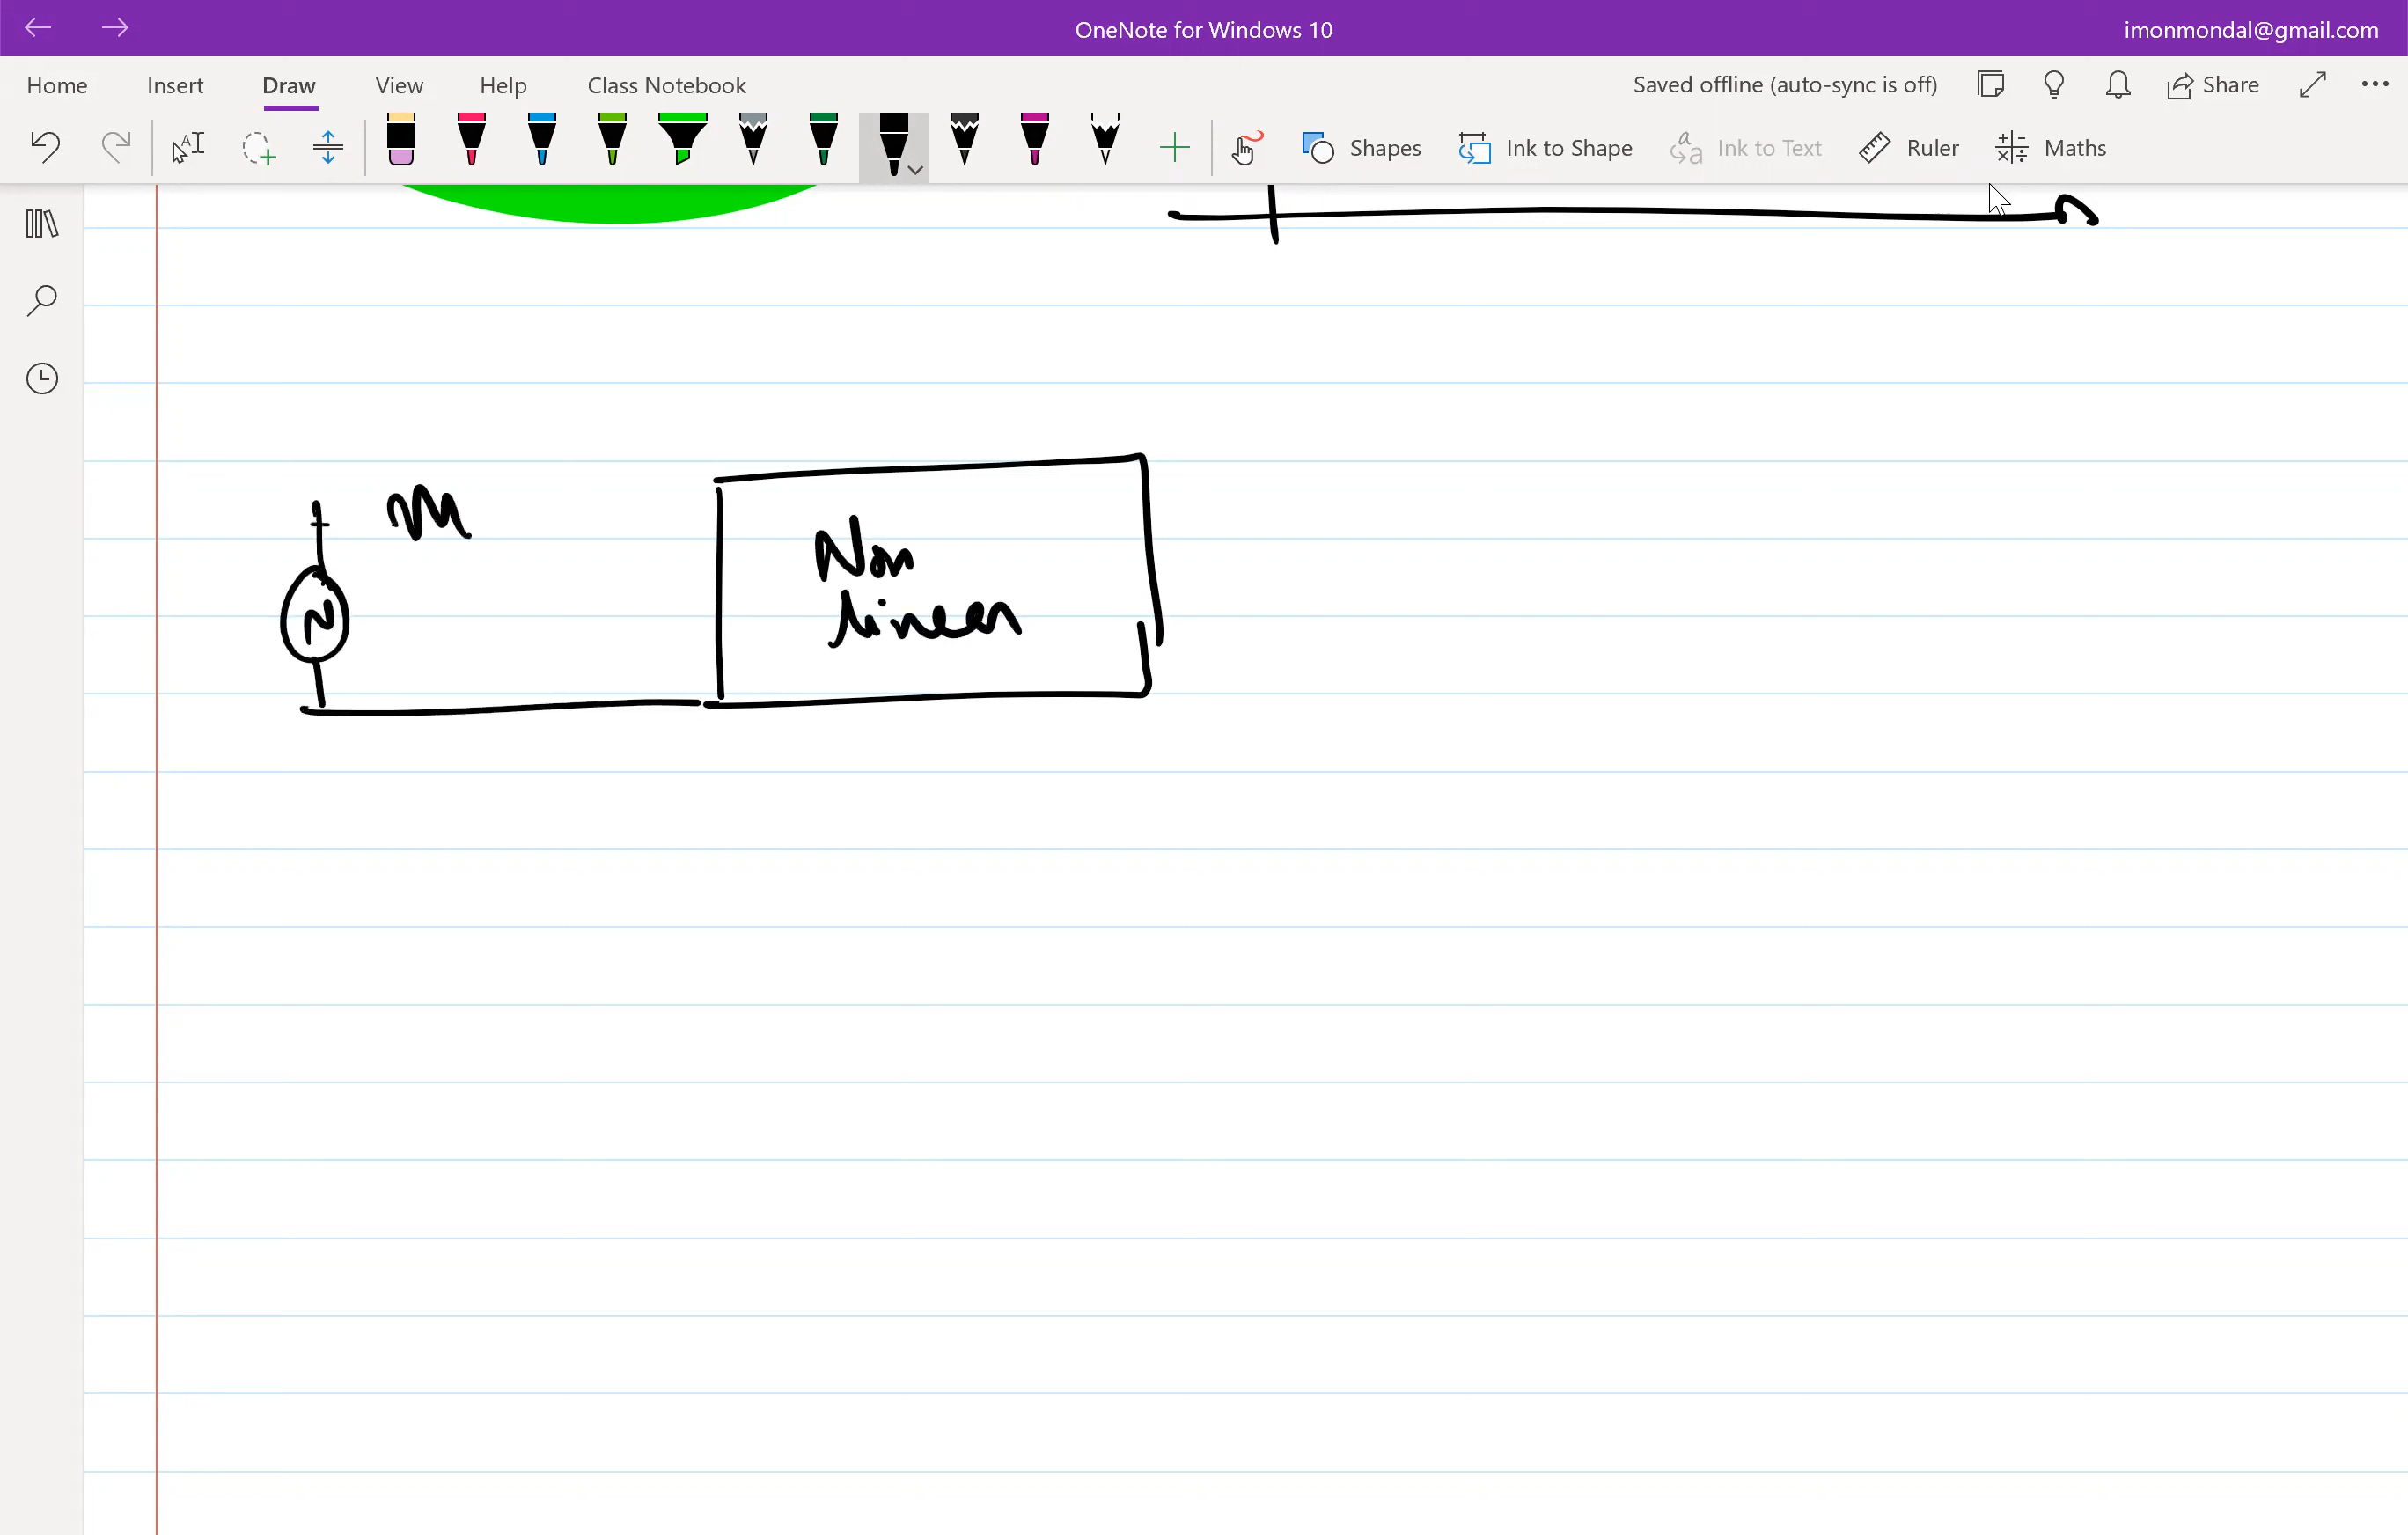 OneNote for Windows 10
imonmondal@gmail.com
Home Insert Draw View Help Class Notebook
Saved offline (auto-sync is off) Share
Shapes Ink to Shape Ink to Text Ruler Maths
Non
linear